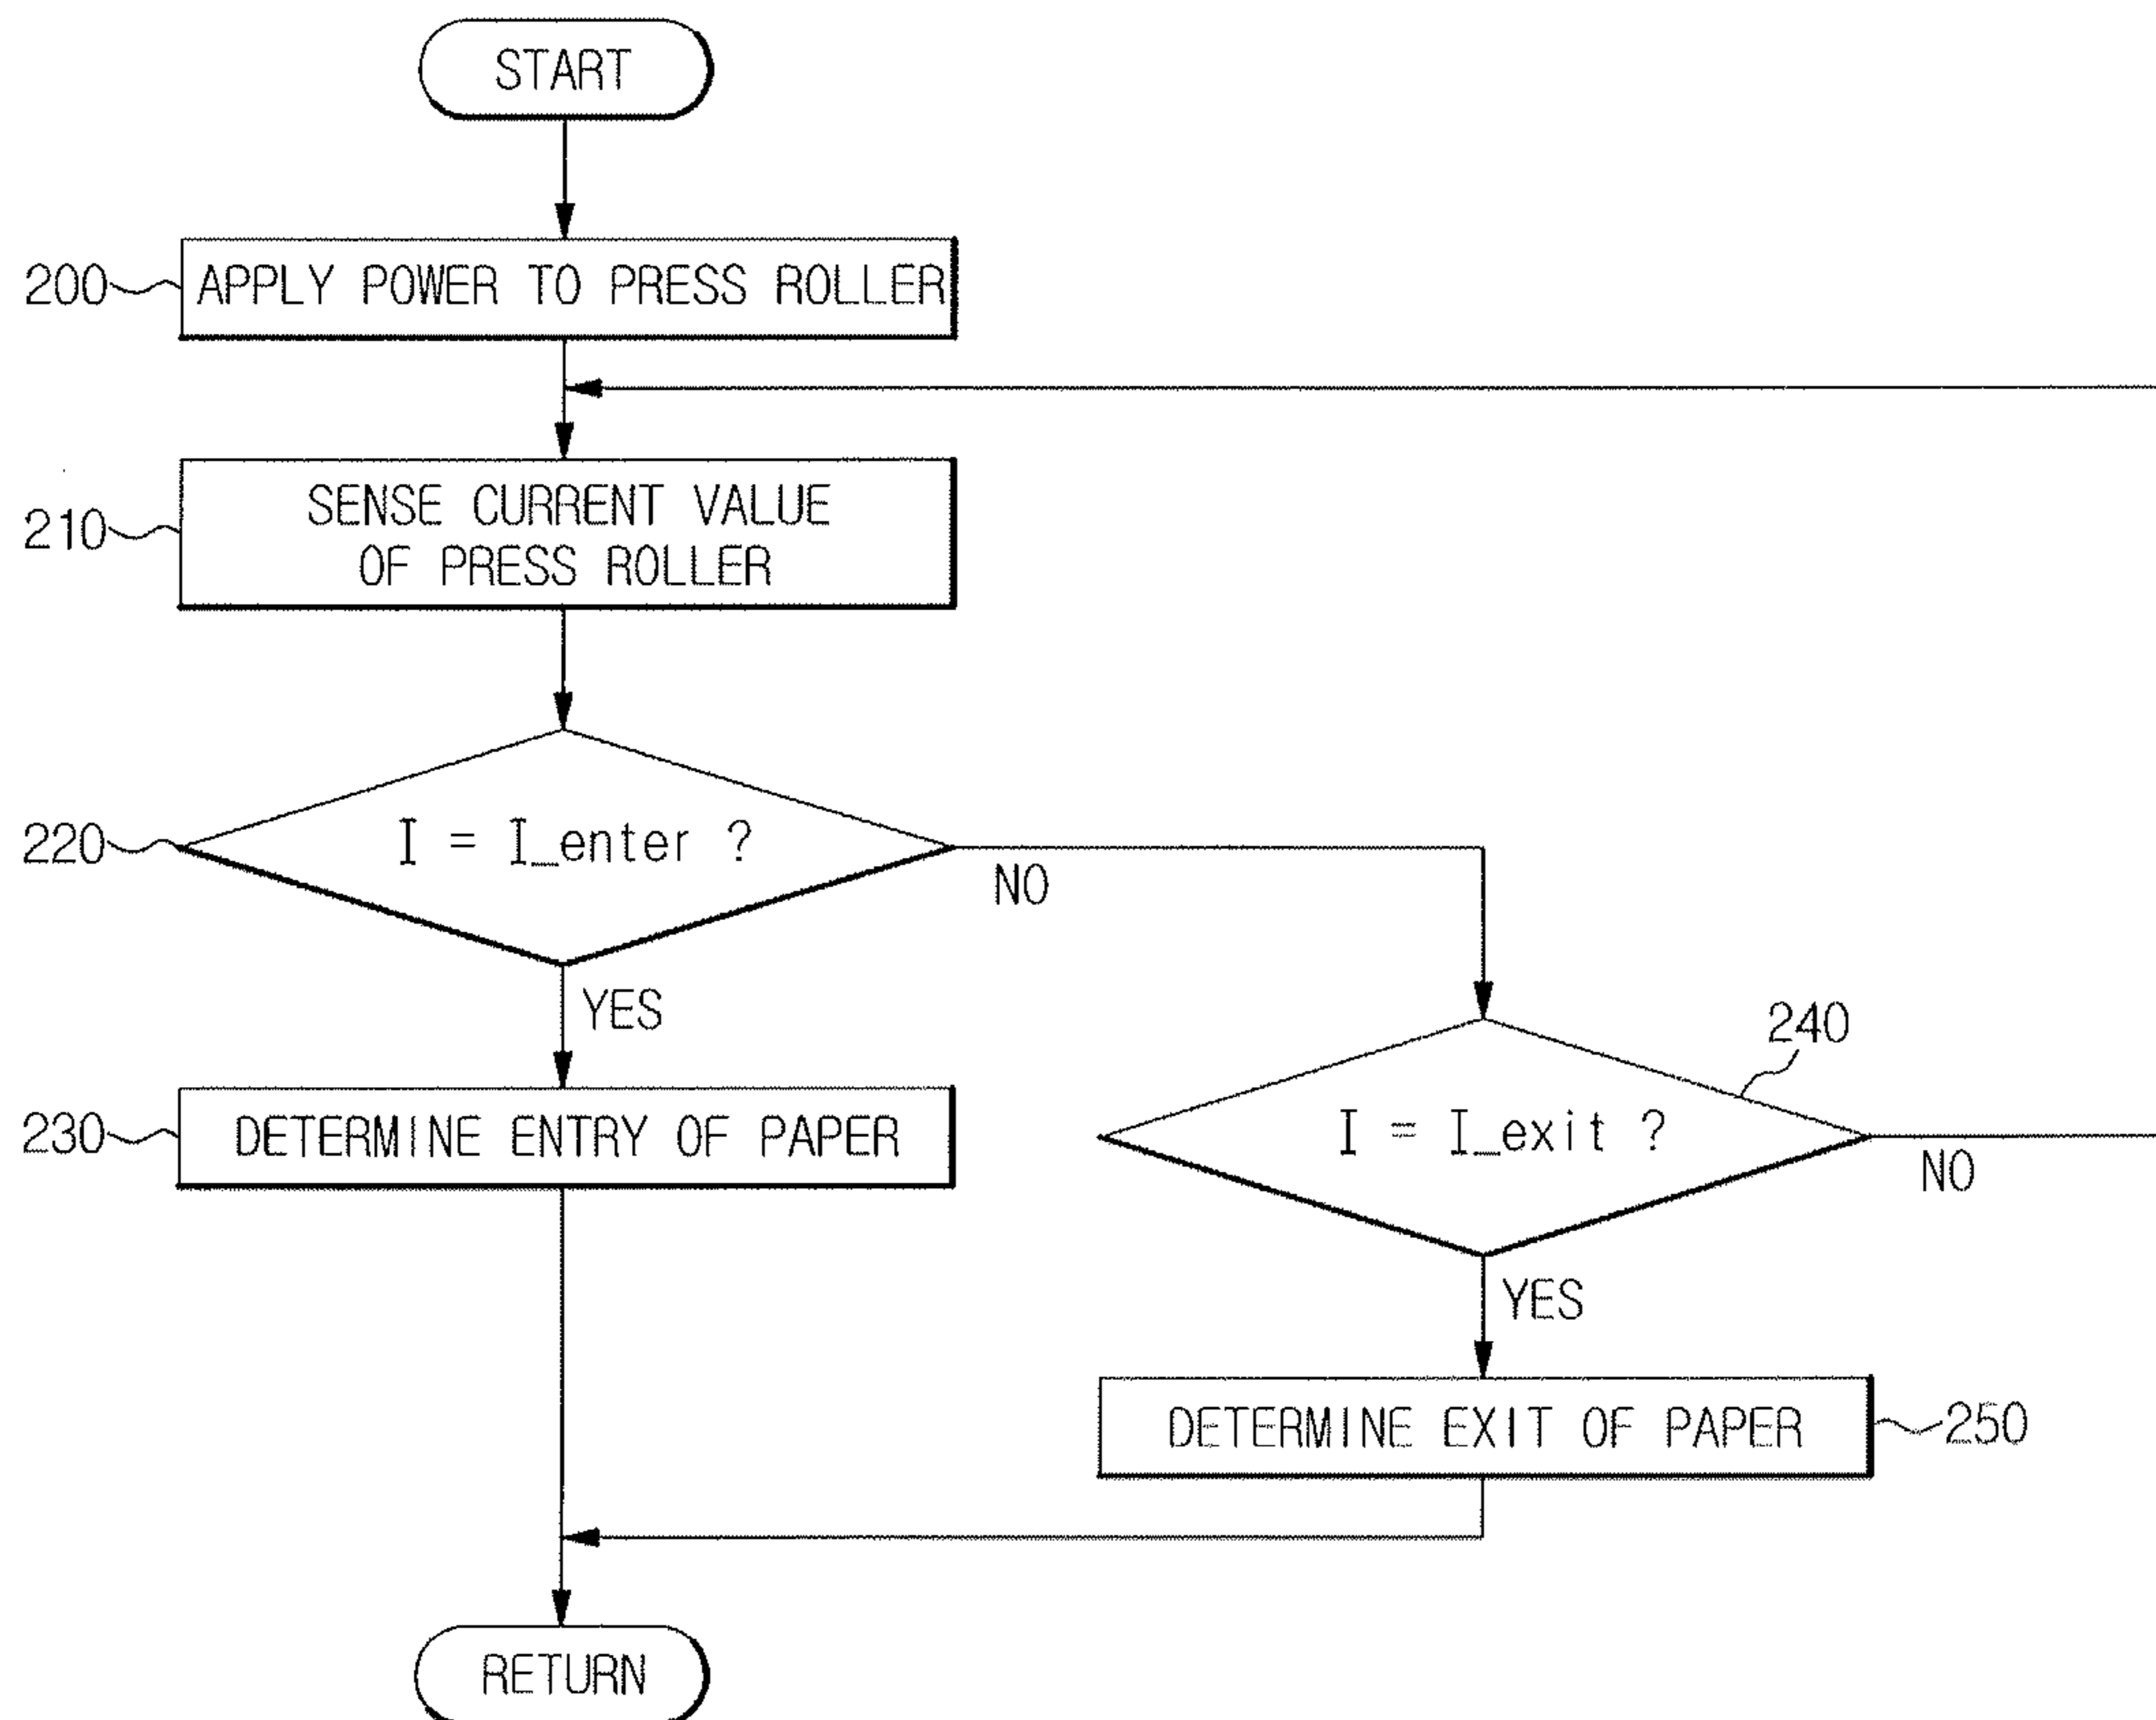 START
200
APPLY POWER TO PRESS ROLLER
210
SENSE CURRENT VALUE
OF PRESS ROLLER
220
I = I_enter ?
NO
YES
240
230
DETERMINE ENTRY OF PAPER
I = I_exit ?
NO
YES
DETERMINE EXIT OF PAPER
250
RETURN